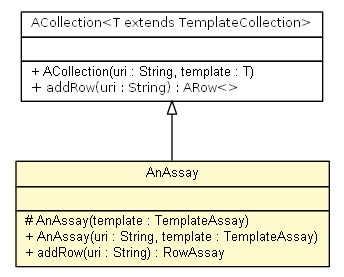 ACollection<T extends TemplateCollection>
+ ACollection(uri : String, template : T)
+ addRow(uri : String) : ARow<>
AnAssay
# AnAssay(template : TemplateAssay)
+ AnAssay(uri : String, template : TemplateAssay)
+ addRow(uri : String) : RowAssay